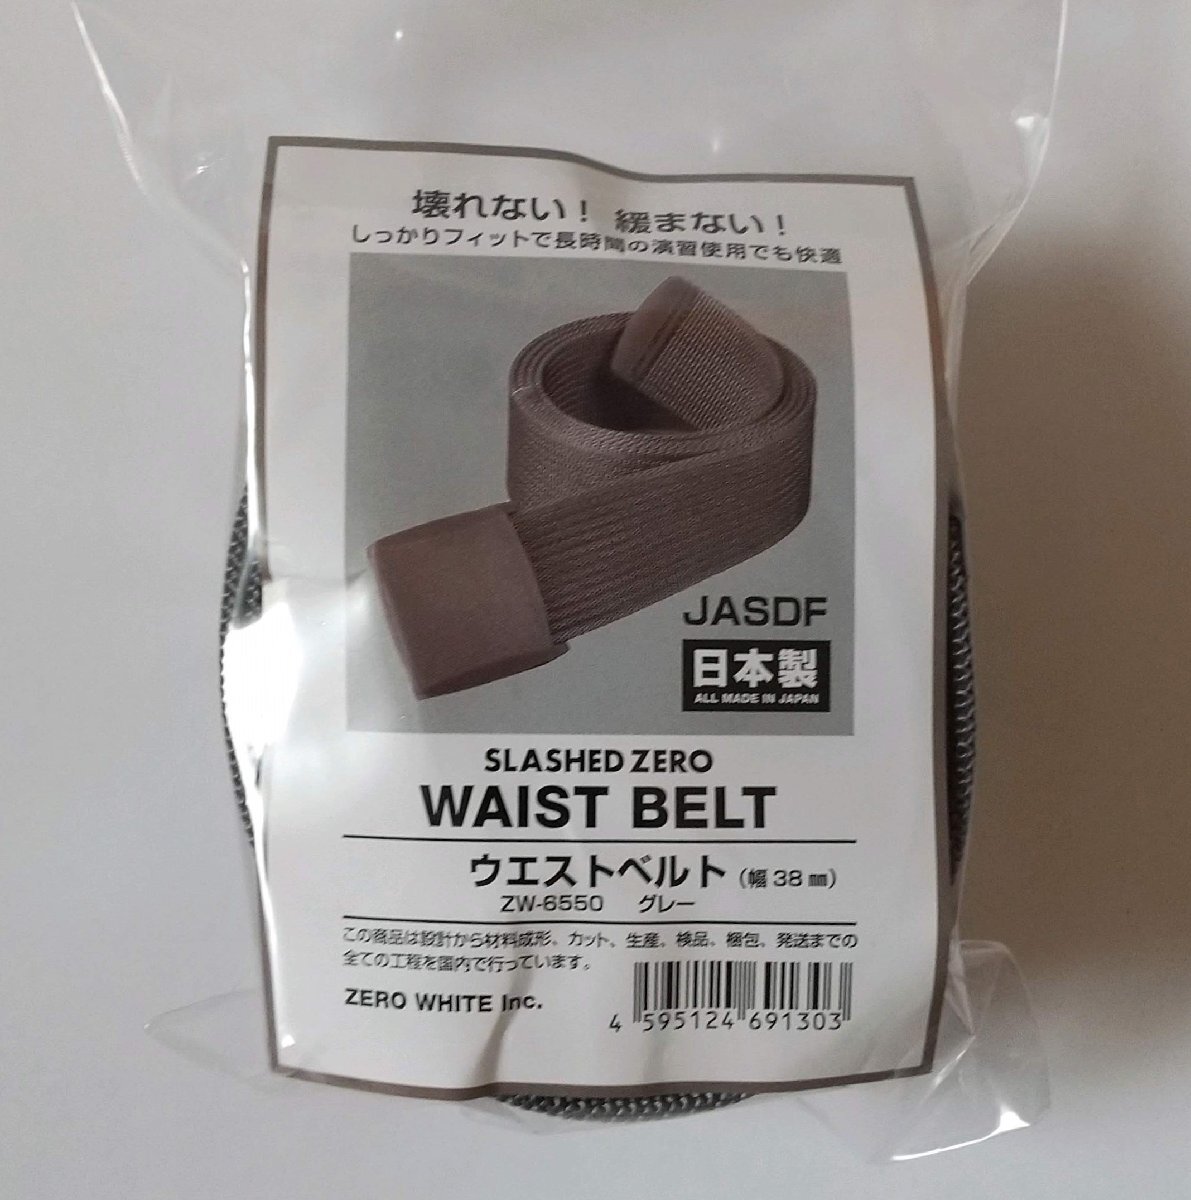 壊れない！ 緩まない！
しっかりフィットで長時間の演習使用でも快適
JASDF
日本製
ALL MADE IN JAPAN
SLASHED ZERO
WAIST BELT
ウエストベルト（幅38㎜）
ZW-6550 グレー
この商品は設計から材料成形、カット、生産、検品、梱包、発送までの
全ての工程を国内で行っています。
ZERO WHITE Inc.
4 595124 691303